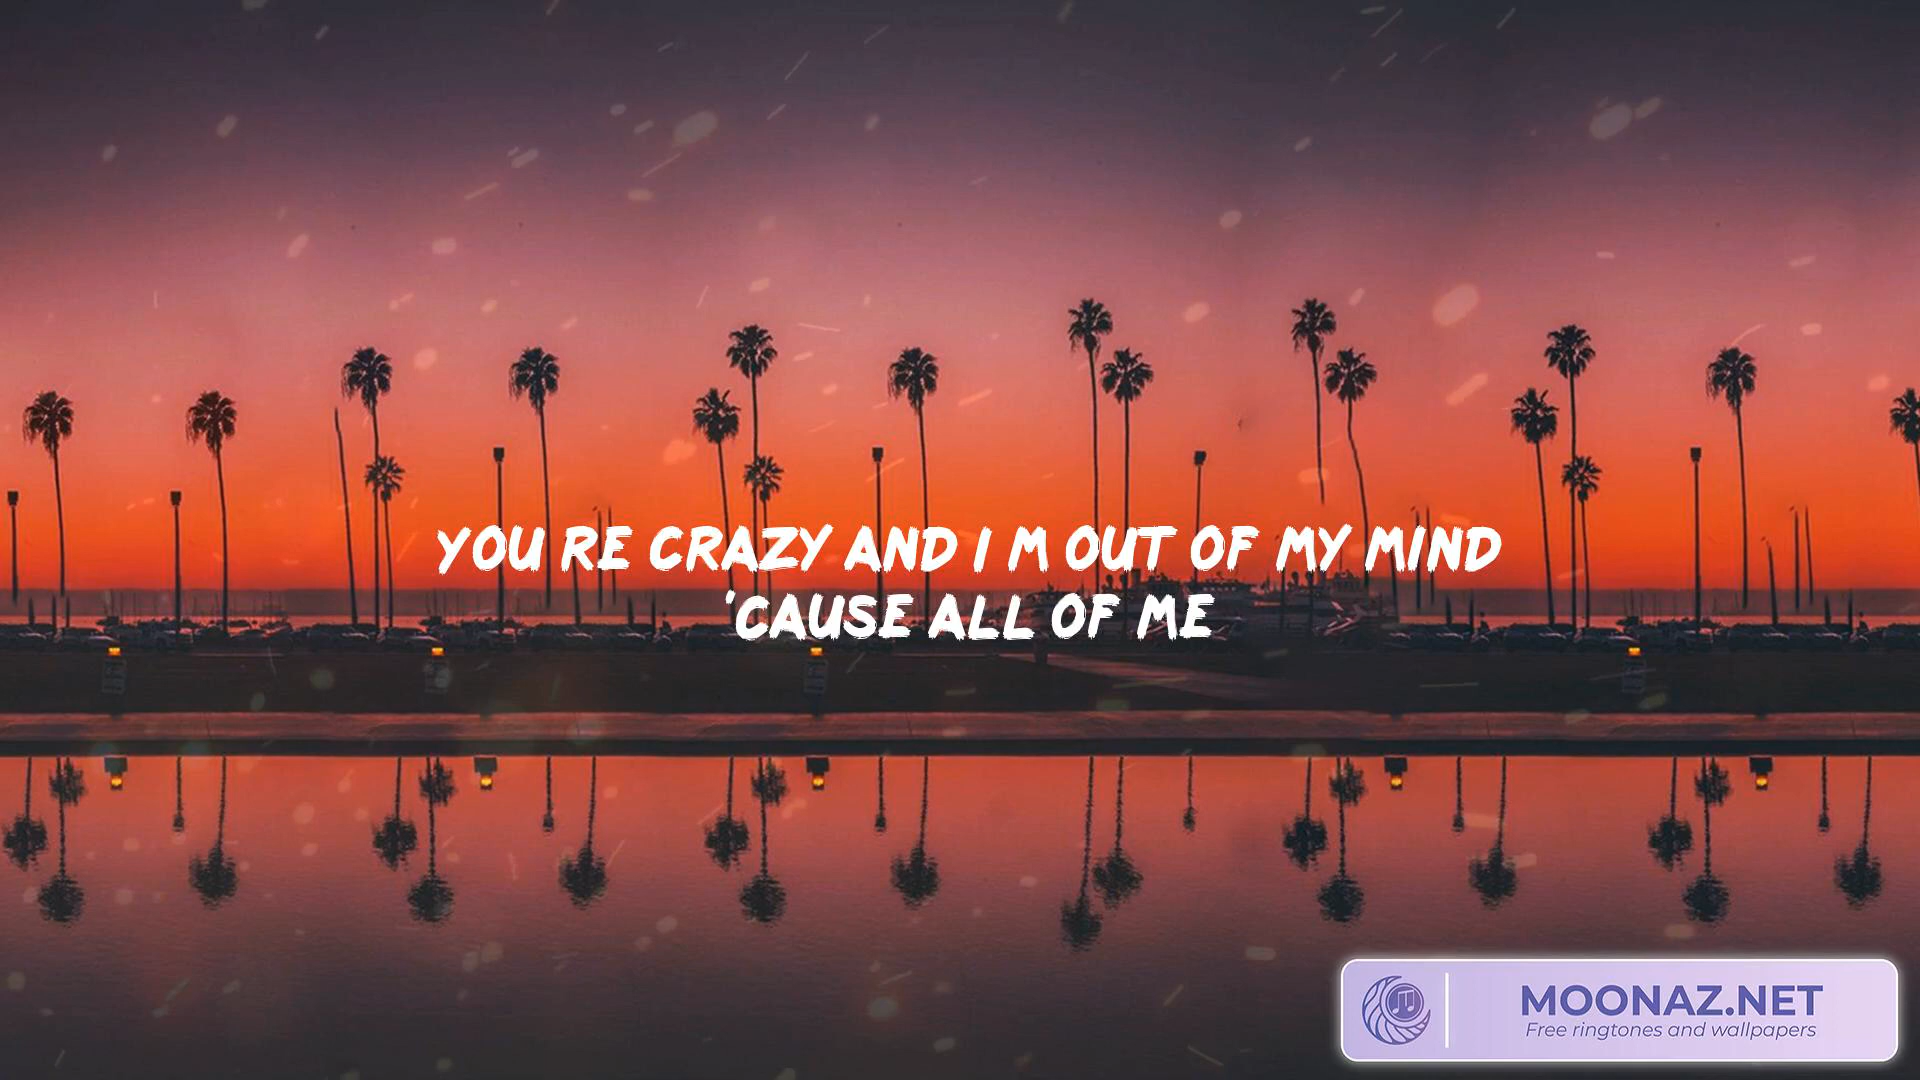 YOU RE CRAZY AND I M OUT OF MY MIND
'CAUSE ALL OF ME
MOONAZ.NET
Free ringtones and wallpapers